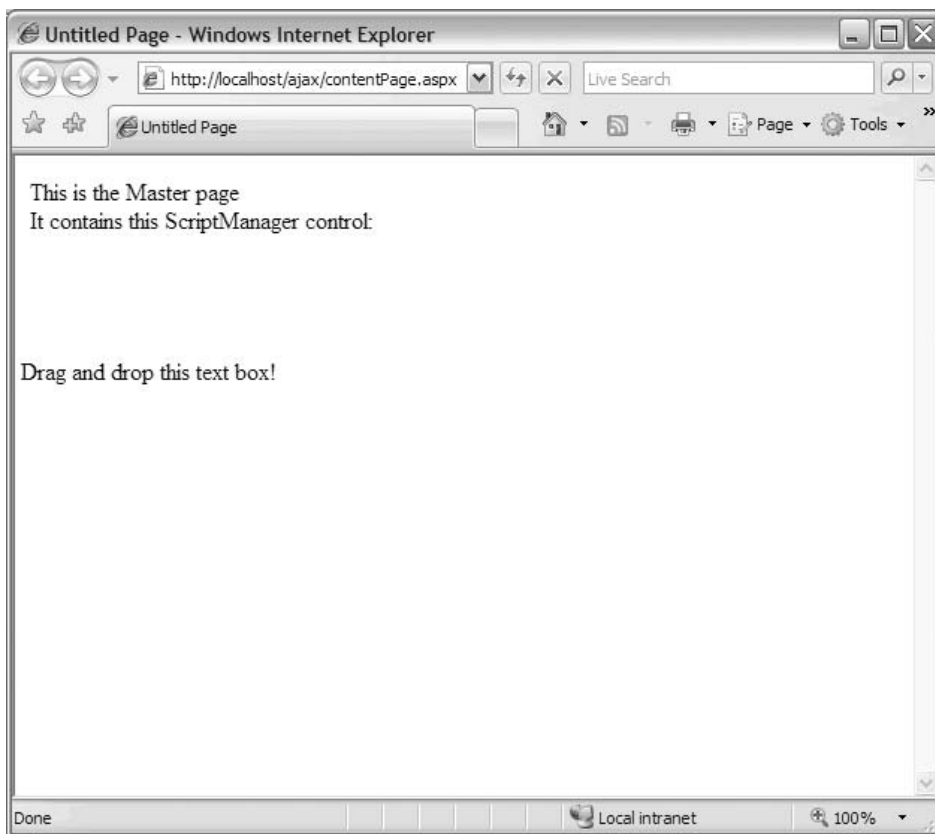 Untitled Page - Windows Internet Explorer
http://localhost/ajax/contentPage.aspx
Live Search
Untitled Page
Page
Tools
»
This is the Master page
It contains this ScriptManager control:
Drag and drop this text box!
Done
Local intranet
100%